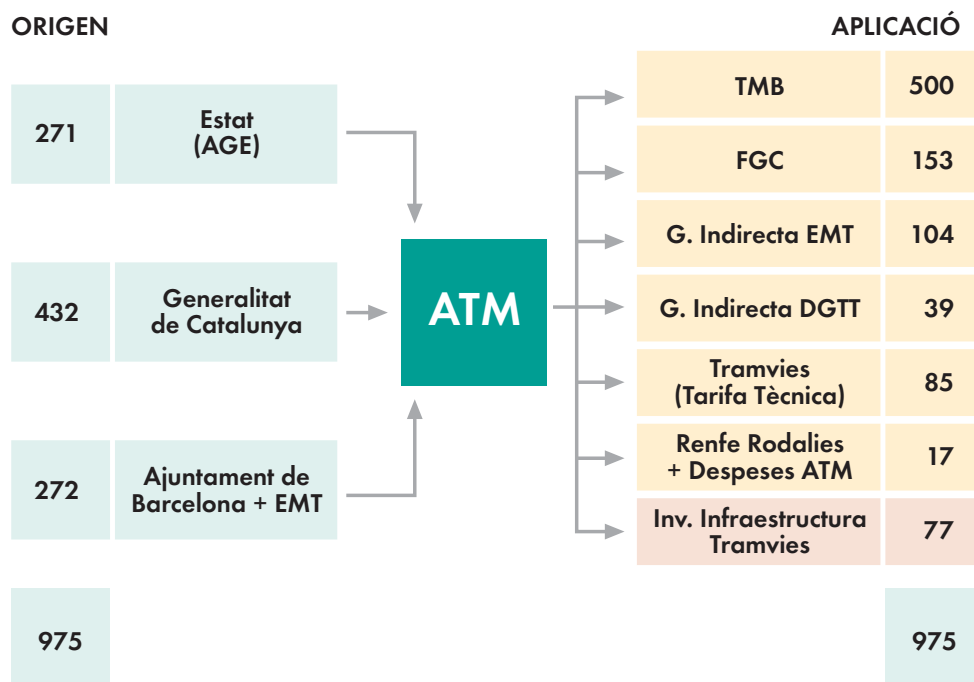 ORIGEN
APLICACIÓ
271
Estat
(AGE)
432
Generalitat
de Catalunya
272
Ajuntament de
Barcelona + EMT
975
ATM
TMB
500
FGC
153
G. Indirecta EMT
104
G. Indirecta DGTT
39
Tramvies
(Tarifa Tècnica)
85
Renfe Rodalies
+ Despeses ATM
17
Inv. Infraestructura
Tramvies
77
975